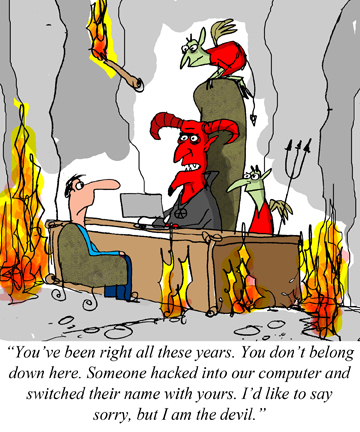 “You’ve been right all these years. You don’t belong
down here. Someone hacked into our computer and
switched their name with yours. I’d like to say
sorry, but I am the devil.”